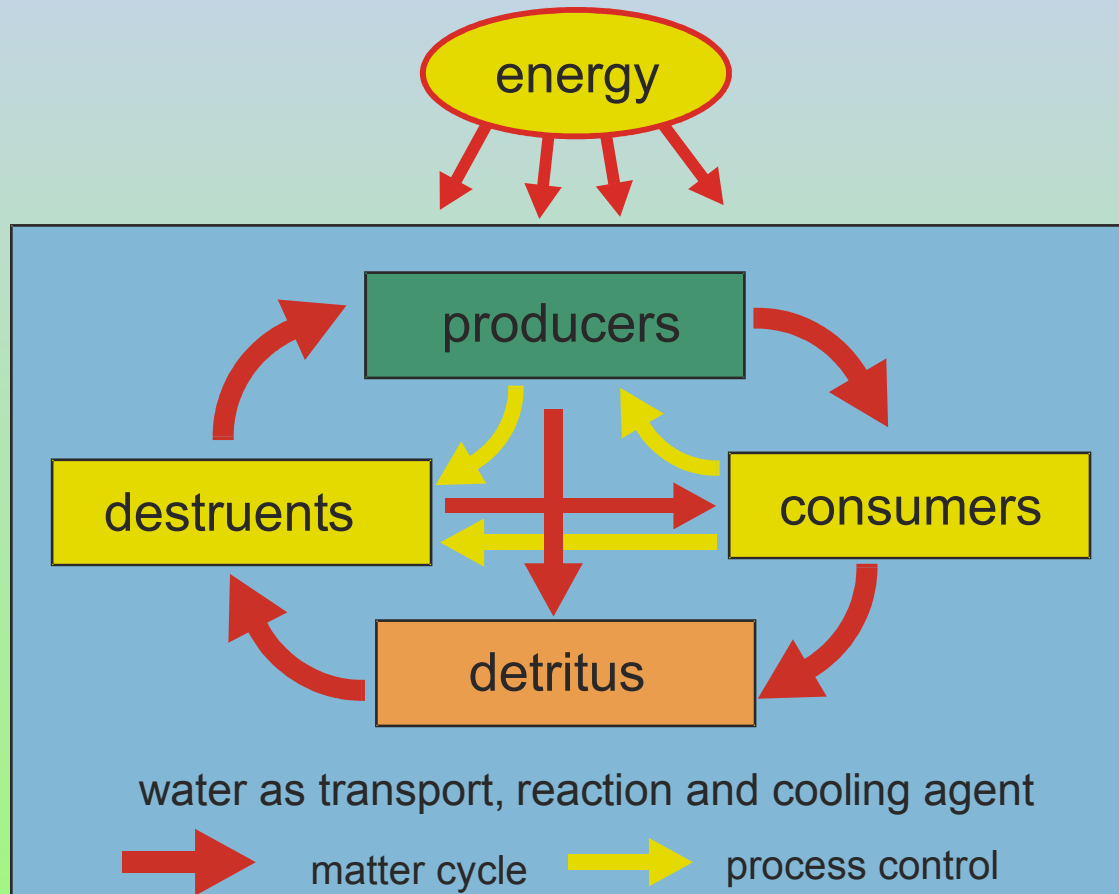 energy
producers
destruents
consumers
detritus
water as transport, reaction and cooling agent
matter cycle
process control